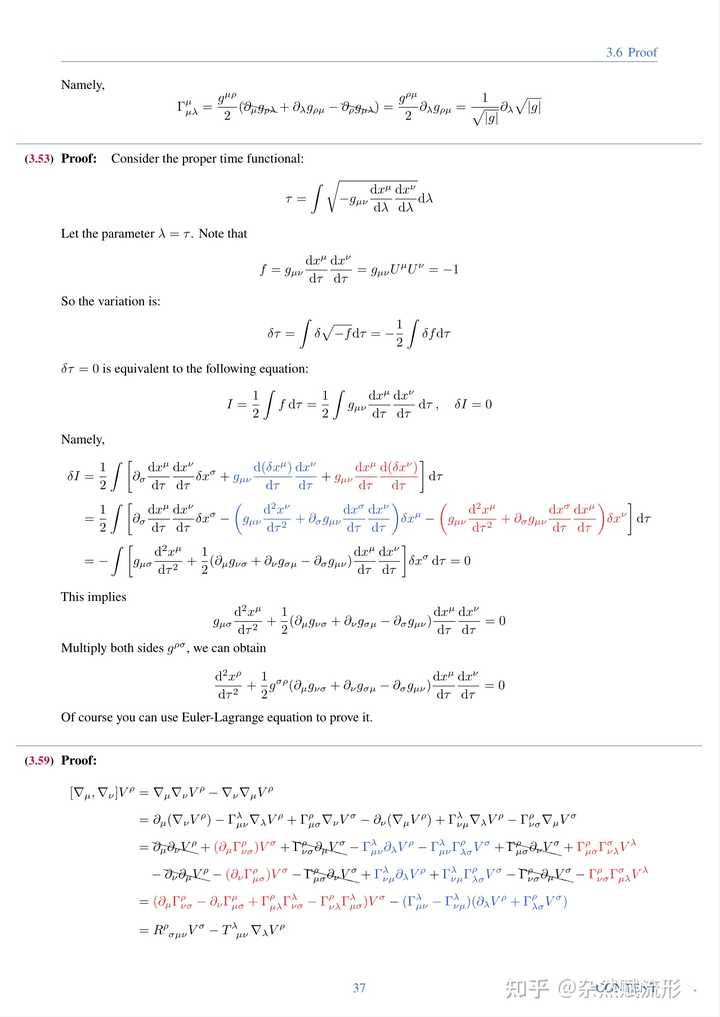 3.6 Proof
Namely,
$\Gamma^{\mu}_{\mu\lambda} = \frac{g^{\mu\rho}}{2}(\partial_\mu g_{\rho\lambda} + \partial_\lambda g_{\rho\mu} - \partial_\rho g_{\mu\lambda}) = \frac{g^{\rho\mu}}{2}\partial_\lambda g_{\rho\mu} = \frac{1}{\sqrt{|g|}}\partial_\lambda\sqrt{|g|}$
(3.53) Proof: Consider the proper time functional:
$\tau = \int \sqrt{-g_{\mu\nu}\frac{\mathrm{d}x^\mu}{\mathrm{d}\lambda}\frac{\mathrm{d}x^\nu}{\mathrm{d}\lambda}}\mathrm{d}\lambda$
Let the parameter $\lambda = \tau$. Note that
$f = g_{\mu\nu}\frac{\mathrm{d}x^\mu}{\mathrm{d}\tau}\frac{\mathrm{d}x^\nu}{\mathrm{d}\tau} = g_{\mu\nu}U^\mu U^\nu = -1$
So the variation is:
$\delta\tau = \int \delta\sqrt{-f}\mathrm{d}\tau = -\frac{1}{2}\int \delta f\mathrm{d}\tau$
$\delta\tau = 0$ is equivalent to the following equation:
$I = \frac{1}{2}\int f\,\mathrm{d}\tau = \frac{1}{2}\int g_{\mu\nu}\frac{\mathrm{d}x^\mu}{\mathrm{d}\tau}\frac{\mathrm{d}x^\nu}{\mathrm{d}\tau}\,\mathrm{d}\tau\,, \quad \delta I = 0$
Namely,
$\delta I = \frac{1}{2}\int\left[\partial_\sigma\frac{\mathrm{d}x^\mu}{\mathrm{d}\tau}\frac{\mathrm{d}x^\nu}{\mathrm{d}\tau}\delta x^\sigma + g_{\mu\nu}\frac{\mathrm{d}(\delta x^\mu)}{\mathrm{d}\tau}\frac{\mathrm{d}x^\nu}{\mathrm{d}\tau} + g_{\mu\nu}\frac{\mathrm{d}x^\mu}{\mathrm{d}\tau}\frac{\mathrm{d}(\delta x^\nu)}{\mathrm{d}\tau}\right]\mathrm{d}\tau$
$= \frac{1}{2}\int\left[\partial_\sigma\frac{\mathrm{d}x^\mu}{\mathrm{d}\tau}\frac{\mathrm{d}x^\nu}{\mathrm{d}\tau}\delta x^\sigma - \left(g_{\mu\nu}\frac{\mathrm{d}^2x^\nu}{\mathrm{d}\tau^2} + \partial_\sigma g_{\mu\nu}\frac{\mathrm{d}x^\sigma}{\mathrm{d}\tau}\frac{\mathrm{d}x^\nu}{\mathrm{d}\tau}\right)\delta x^\mu - \left(g_{\mu\nu}\frac{\mathrm{d}^2x^\mu}{\mathrm{d}\tau^2} + \partial_\sigma g_{\mu\nu}\frac{\mathrm{d}x^\sigma}{\mathrm{d}\tau}\frac{\mathrm{d}x^\mu}{\mathrm{d}\tau}\right)\delta x^\nu\right]\mathrm{d}\tau$
$= -\int\left[g_{\mu\sigma}\frac{\mathrm{d}^2x^\mu}{\mathrm{d}\tau^2} + \frac{1}{2}(\partial_\mu g_{\nu\sigma} + \partial_\nu g_{\sigma\mu} - \partial_\sigma g_{\mu\nu})\frac{\mathrm{d}x^\mu}{\mathrm{d}\tau}\frac{\mathrm{d}x^\nu}{\mathrm{d}\tau}\right]\delta x^\sigma\,\mathrm{d}\tau = 0$
This implies
$g_{\mu\sigma}\frac{\mathrm{d}^2x^\mu}{\mathrm{d}\tau^2} + \frac{1}{2}(\partial_\mu g_{\nu\sigma} + \partial_\nu g_{\sigma\mu} - \partial_\sigma g_{\mu\nu})\frac{\mathrm{d}x^\mu}{\mathrm{d}\tau}\frac{\mathrm{d}x^\nu}{\mathrm{d}\tau} = 0$
Multiply both sides $g^{\rho\sigma}$, we can obtain
$\frac{\mathrm{d}^2x^\rho}{\mathrm{d}\tau^2} + \frac{1}{2}g^{\sigma\rho}(\partial_\mu g_{\nu\sigma} + \partial_\nu g_{\sigma\mu} - \partial_\sigma g_{\mu\nu})\frac{\mathrm{d}x^\mu}{\mathrm{d}\tau}\frac{\mathrm{d}x^\nu}{\mathrm{d}\tau} = 0$
Of course you can use Euler-Lagrange equation to prove it.
(3.59) Proof:
$[\nabla_\mu, \nabla_\nu]V^\rho = \nabla_\mu\nabla_\nu V^\rho - \nabla_\nu\nabla_\mu V^\rho$
$= \partial_\mu(\nabla_\nu V^\rho) - \Gamma^\lambda_{\mu\nu}\nabla_\lambda V^\rho + \Gamma^\rho_{\mu\sigma}\nabla_\nu V^\sigma - \partial_\nu(\nabla_\mu V^\rho) + \Gamma^\lambda_{\nu\mu}\nabla_\lambda V^\rho - \Gamma^\rho_{\nu\sigma}\nabla_\mu V^\sigma$
$= \partial_\mu\partial_\nu V^\rho + (\partial_\mu\Gamma^\rho_{\nu\sigma})V^\sigma + \Gamma^\rho_{\nu\sigma}\partial_\mu V^\sigma - \Gamma^\lambda_{\mu\nu}\partial_\lambda V^\rho - \Gamma^\lambda_{\mu\nu}\Gamma^\rho_{\lambda\sigma}V^\sigma + \Gamma^\rho_{\mu\sigma}\partial_\nu V^\sigma + \Gamma^\rho_{\mu\sigma}\Gamma^\sigma_{\nu\lambda}V^\lambda$
$- \partial_\nu\partial_\mu V^\rho - (\partial_\nu\Gamma^\rho_{\mu\sigma})V^\sigma - \Gamma^\rho_{\mu\sigma}\partial_\nu V^\sigma + \Gamma^\lambda_{\nu\mu}\partial_\lambda V^\rho + \Gamma^\lambda_{\nu\mu}\Gamma^\rho_{\lambda\sigma}V^\sigma - \Gamma^\rho_{\nu\sigma}\partial_\mu V^\sigma - \Gamma^\rho_{\nu\sigma}\Gamma^\sigma_{\mu\lambda}V^\lambda$
$= (\partial_\mu\Gamma^\rho_{\nu\sigma} - \partial_\nu\Gamma^\rho_{\mu\sigma} + \Gamma^\rho_{\mu\lambda}\Gamma^\lambda_{\nu\sigma} - \Gamma^\rho_{\nu\lambda}\Gamma^\lambda_{\mu\sigma})V^\sigma - (\Gamma^\lambda_{\mu\nu} - \Gamma^\lambda_{\nu\mu})(\partial_\lambda V^\rho + \Gamma^\rho_{\lambda\sigma}V^\sigma)$
$= R^\rho{}_{\sigma\mu\nu}V^\sigma - T^\lambda{}_{\mu\nu}\nabla_\lambda V^\rho$
37
CONTENT
知乎 @杂然赋流形